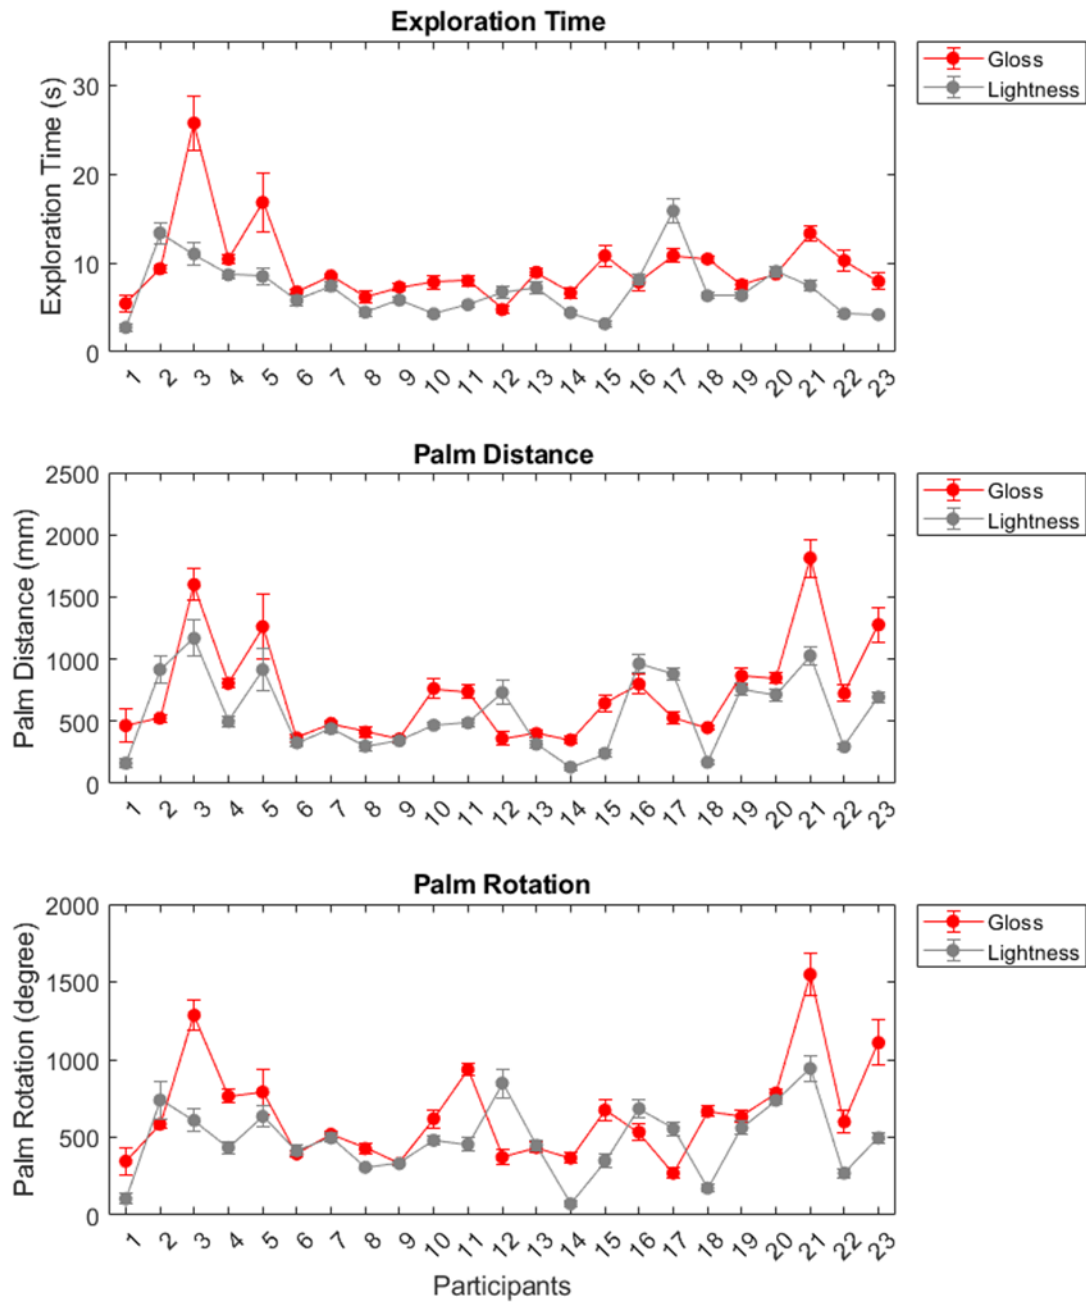 Exploration Time
Exploration Time (s)
30
20
10
0
1 2 3 4 5 6 7 8 9 10 11 12 13 14 15 16 17 18 19 20 21 22 23
Gloss
Lightness
Palm Distance
Palm Distance (mm)
2500
2000
1500
1000
500
0
1 2 3 4 5 6 7 8 9 10 11 12 13 14 15 16 17 18 19 20 21 22 23
Gloss
Lightness
Palm Rotation
Palm Rotation (degree)
2000
1500
1000
500
0
1 2 3 4 5 6 7 8 9 10 11 12 13 14 15 16 17 18 19 20 21 22 23
Participants
Gloss
Lightness